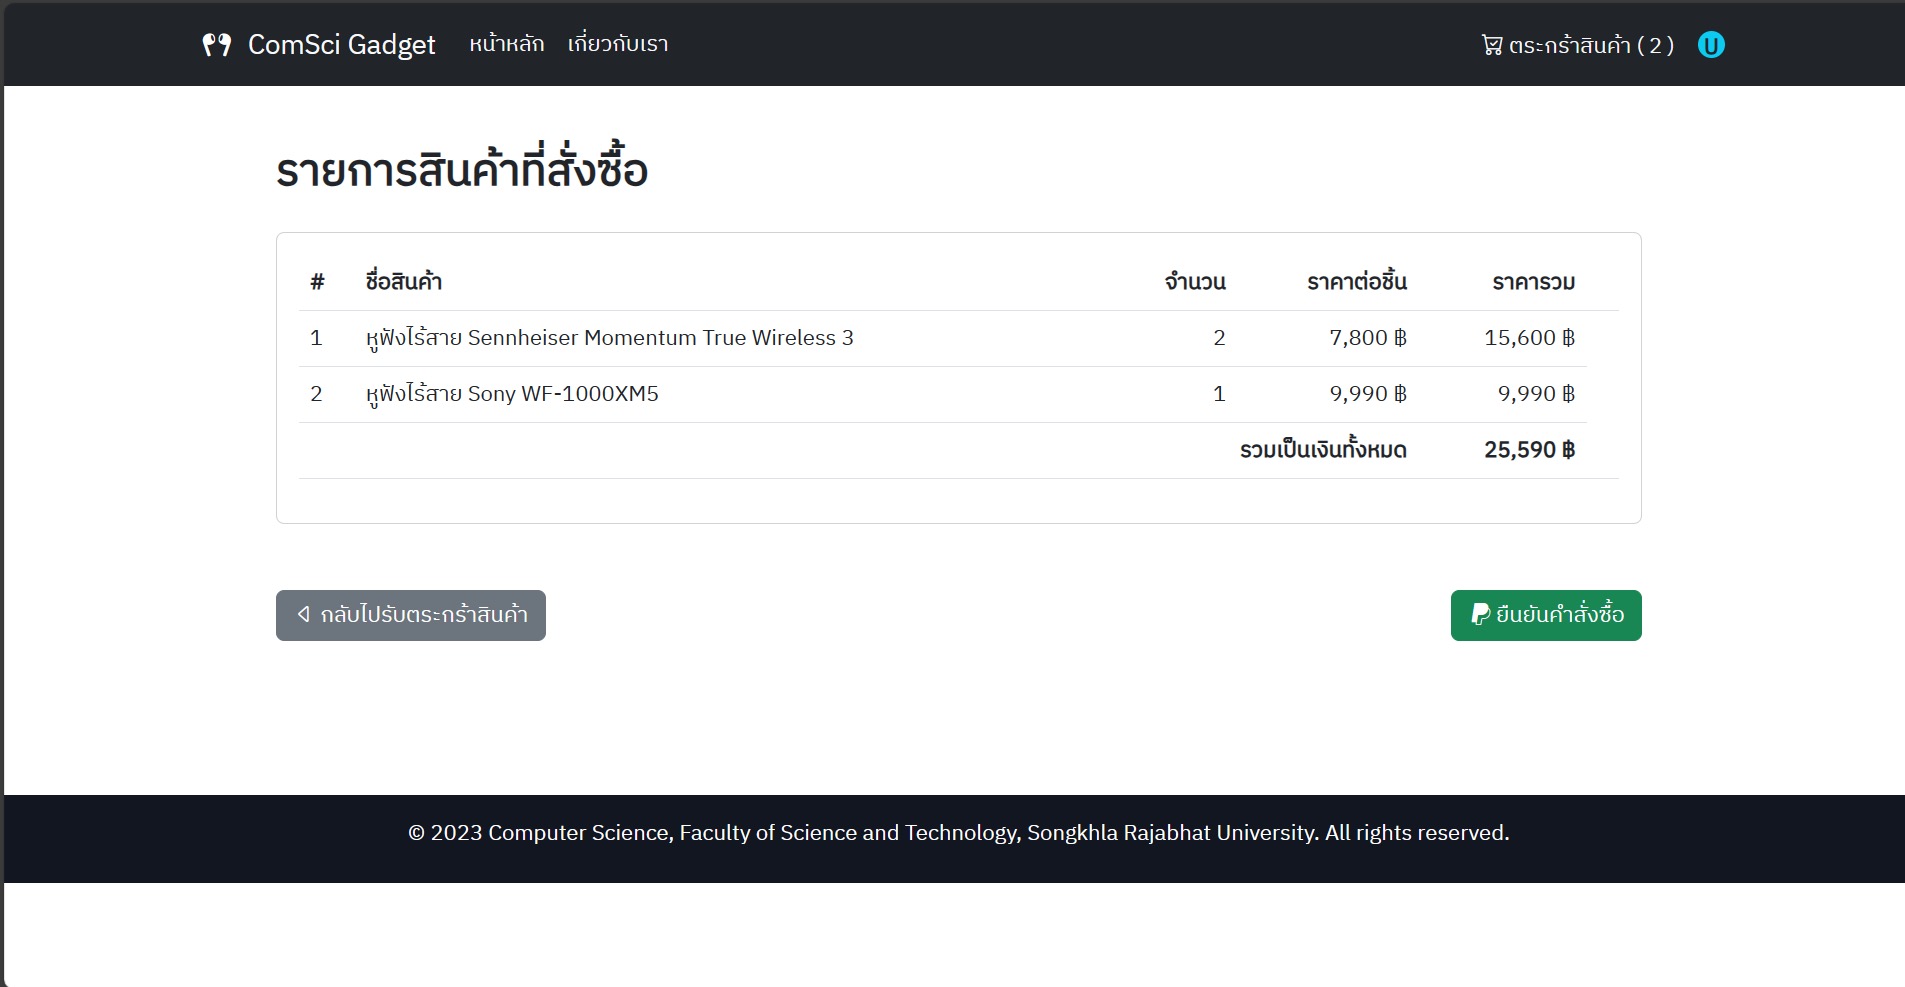 ComSci Gadget หน้าหลัก เกี่ยวกับเรา ตระกร้าสินค้า ( 2 ) U
รายการสินค้าที่สั่งซื้อ
# ชื่อสินค้า จำนวน ราคาต่อชิ้น ราคารวม
1 หูฟังไร้สาย Sennheiser Momentum True Wireless 3 2 7,800 ฿ 15,600 ฿
2 หูฟังไร้สาย Sony WF-1000XM5 1 9,990 ฿ 9,990 ฿
รวมเป็นเงินทั้งหมด 25,590 ฿
กลับไปรับตระกร้าสินค้า ยืนยันคำสั่งซื้อ
© 2023 Computer Science, Faculty of Science and Technology, Songkhla Rajabhat University. All rights reserved.